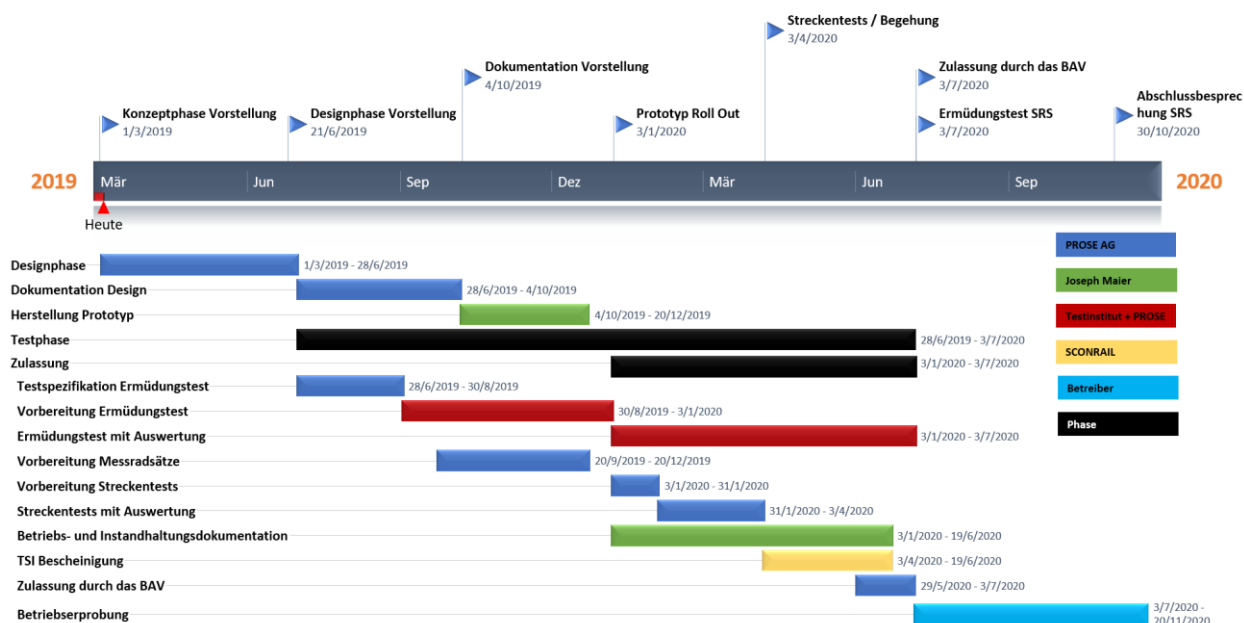 Streckentests / Begehung
3/4/2020
Dokumentation Vorstellung
4/10/2019
Zulassung durch das BAV
3/7/2020
Konzeptphase Vorstellung
1/3/2019
Designphase Vorstellung
21/6/2019
Prototyp Roll Out
3/1/2020
Ermüdungstest SRS
3/7/2020
Abschlussbesprec
hung SRS
30/10/2020
2019 Mär Jun Sep Dez Mär Jun Sep 2020
Heute
PROSE AG
Joseph Maier
Testinstitut + PROSE
SCONRAIL
Betreiber
Phase
Designphase 1/3/2019 - 28/6/2019
Dokumentation Design 28/6/2019 - 4/10/2019
Herstellung Prototyp 4/10/2019 - 20/12/2019
Testphase 28/6/2019 - 3/7/2020
Zulassung 3/1/2020 - 3/7/2020
Testspezifikation Ermüdungstest 28/6/2019 - 30/8/2019
Vorbereitung Ermüdungstest 30/8/2019 - 3/1/2020
Ermüdungstest mit Auswertung 3/1/2020 - 3/7/2020
Vorbereitung Messradsätze 20/9/2019 - 20/12/2019
Vorbereitung Streckentests 3/1/2020 - 31/1/2020
Streckentests mit Auswertung 31/1/2020 - 3/4/2020
Betriebs- und Instandhaltungsdokumentation 3/1/2020 - 19/6/2020
TSI Bescheinigung 3/4/2020 - 19/6/2020
Zulassung durch das BAV 29/5/2020 - 3/7/2020
Betriebserprobung 3/7/2020 -
20/11/2020